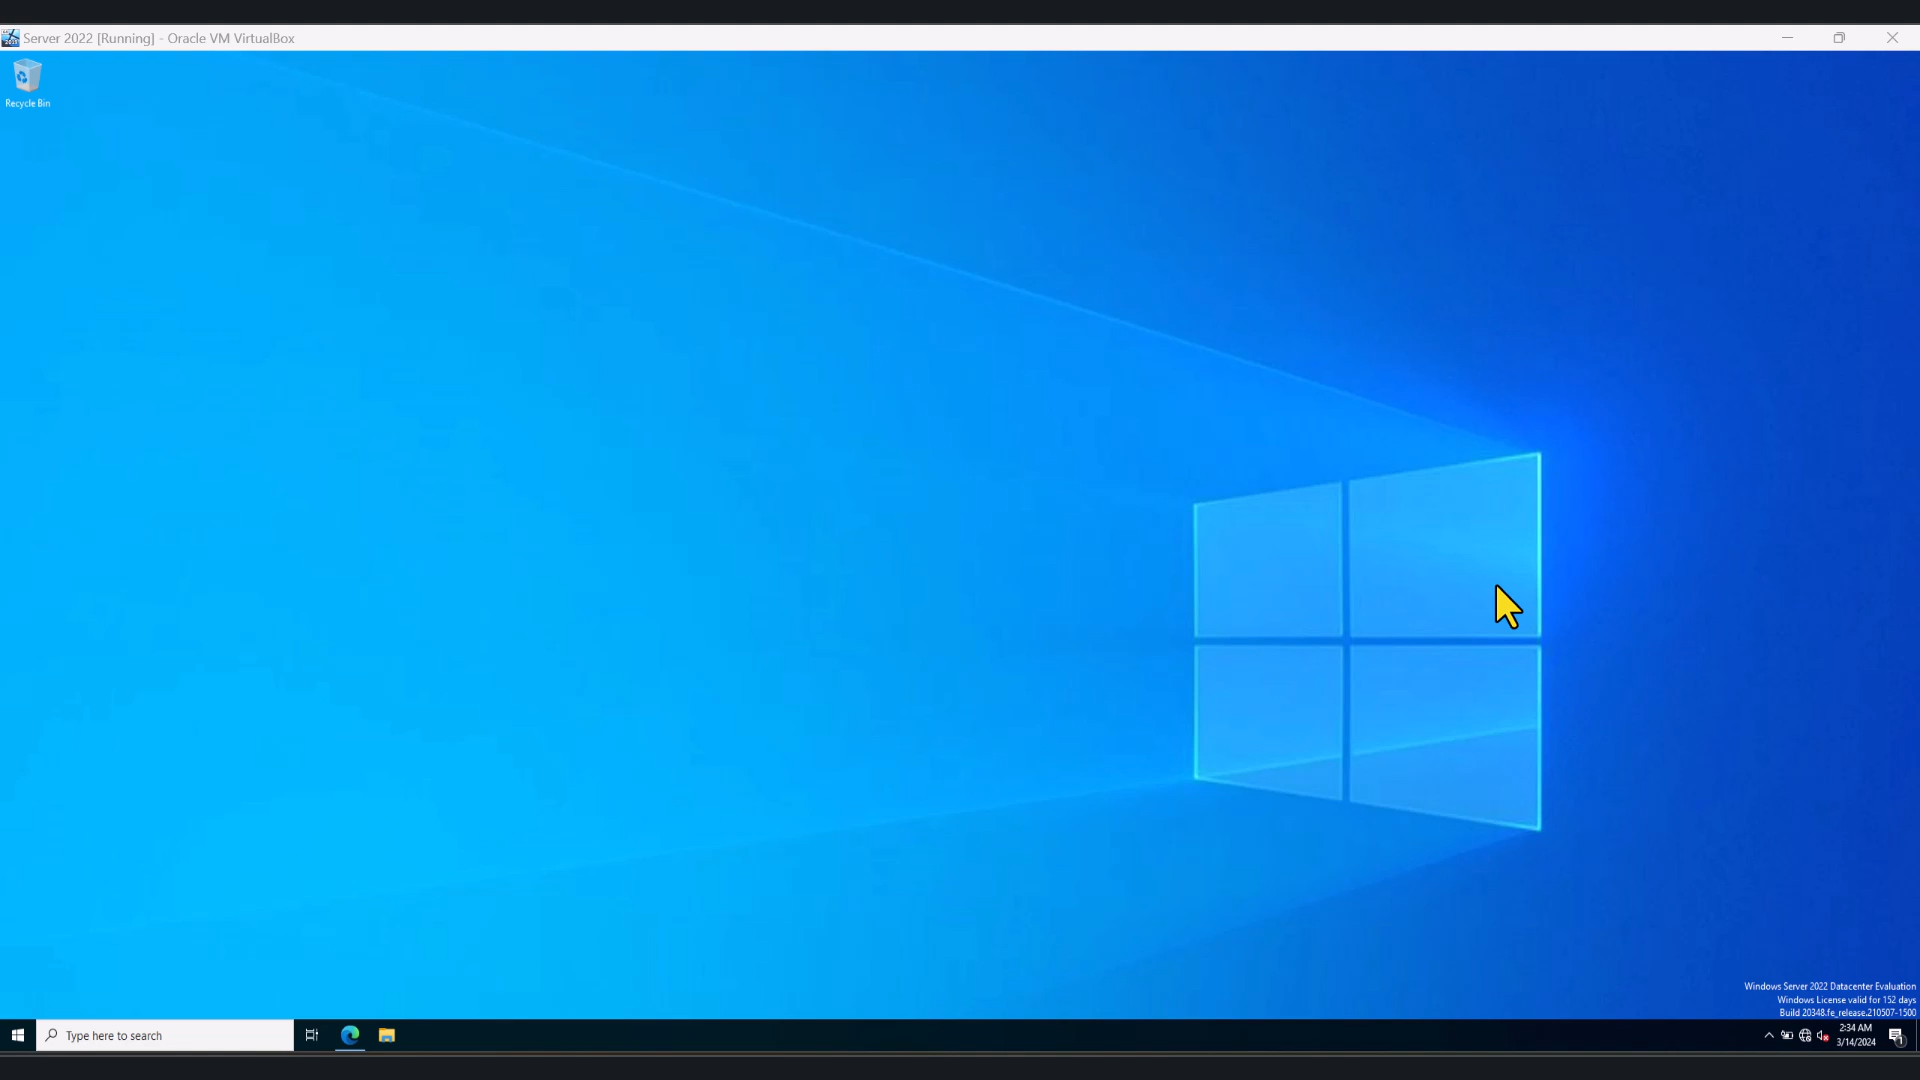 Server 2022 [Running] - Oracle VM VirtualBox
Recycle Bin
Windows Server 2022 Datacenter Evaluation
Windows License valid for 152 days
Build 20348.fe_release.210507-1500
Type here to search
2:34 AM
3/14/2024
1